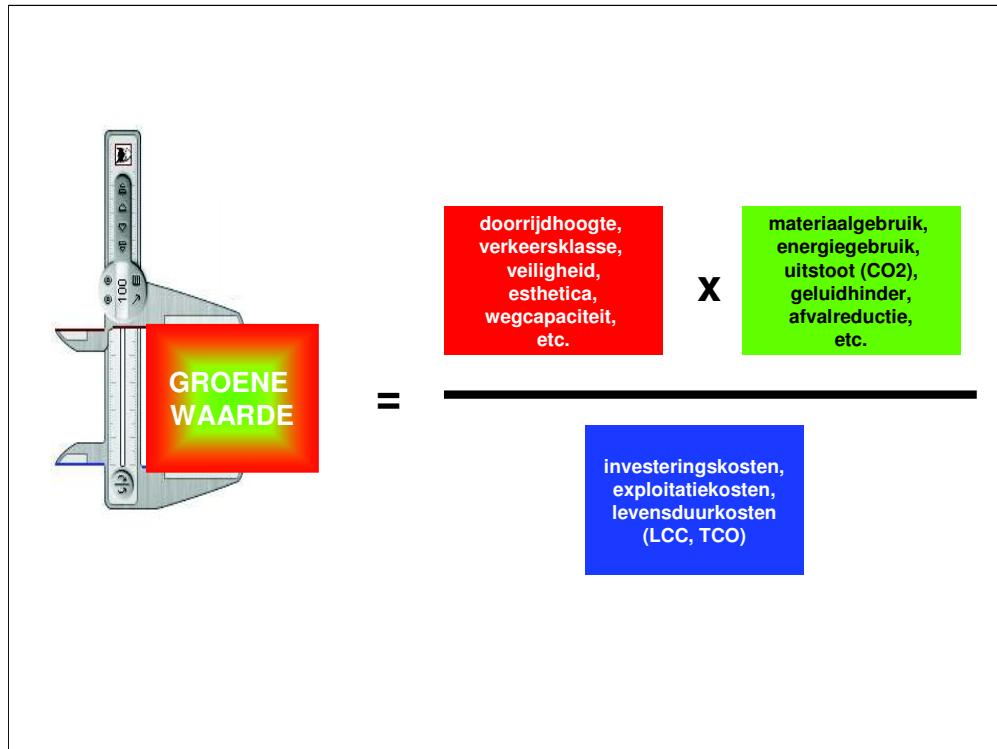 100
GROENE
WAARDE
=
doorrijdhoogte,
verkeersklasse,
veiligheid,
esthetica,
wegcapaciteit,
etc.
x
materiaalgebruik,
energiegebruik,
uitstoot (CO2),
geluidhinder,
afvalreductie,
etc.
investeringskosten,
exploitatiekosten,
levensduurkosten
(LCC, TCO)